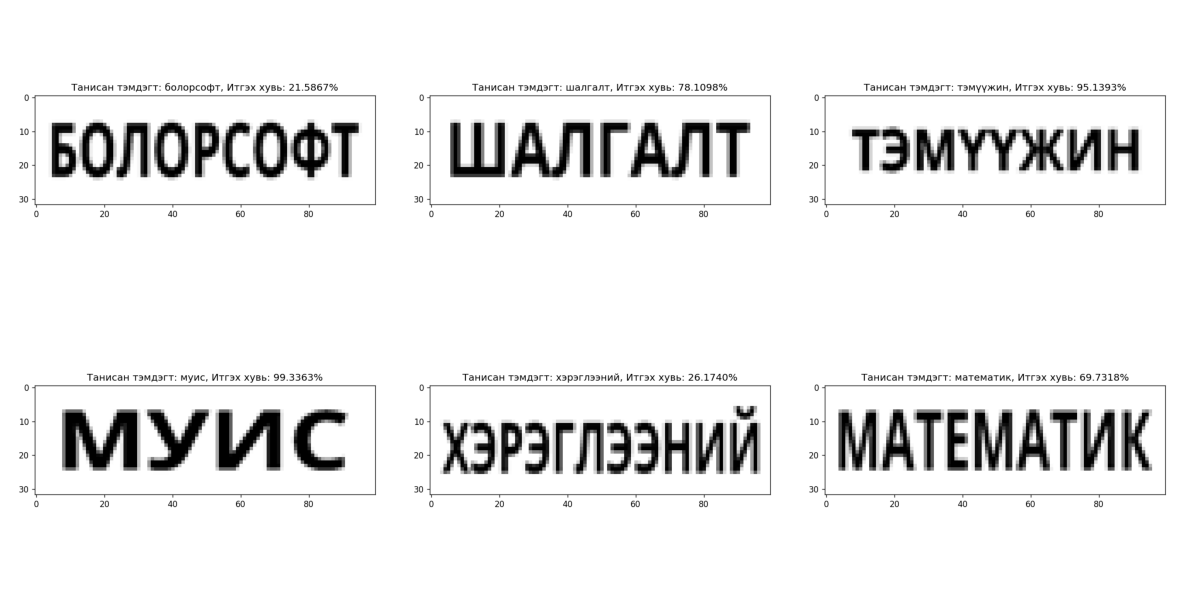 Танисан тэмдэгт: болорсофт, Итгэх хувь: 21.5867%
0
10
20
30
БОЛОРСОФТ
0 20 40 60 80
Танисан тэмдэгт: шалгалт, Итгэх хувь: 78.1098%
0
10
20
30
ШАЛГАЛТ
0 20 40 60 80
Танисан тэмдэгт: тэмүүжин, Итгэх хувь: 95.1393%
0
10
20
30
ТЭМҮҮЖИН
0 20 40 60 80
Танисан тэмдэгт: муис, Итгэх хувь: 99.3363%
0
10
20
30
МУИС
0 20 40 60 80
Танисан тэмдэгт: хэрэглээний, Итгэх хувь: 26.1740%
0
10
20
30
ХЭРЭГЛЭЭНИЙ
0 20 40 60 80
Танисан тэмдэгт: математик, Итгэх хувь: 69.7318%
0
10
20
30
МАТЕМАТИК
0 20 40 60 80